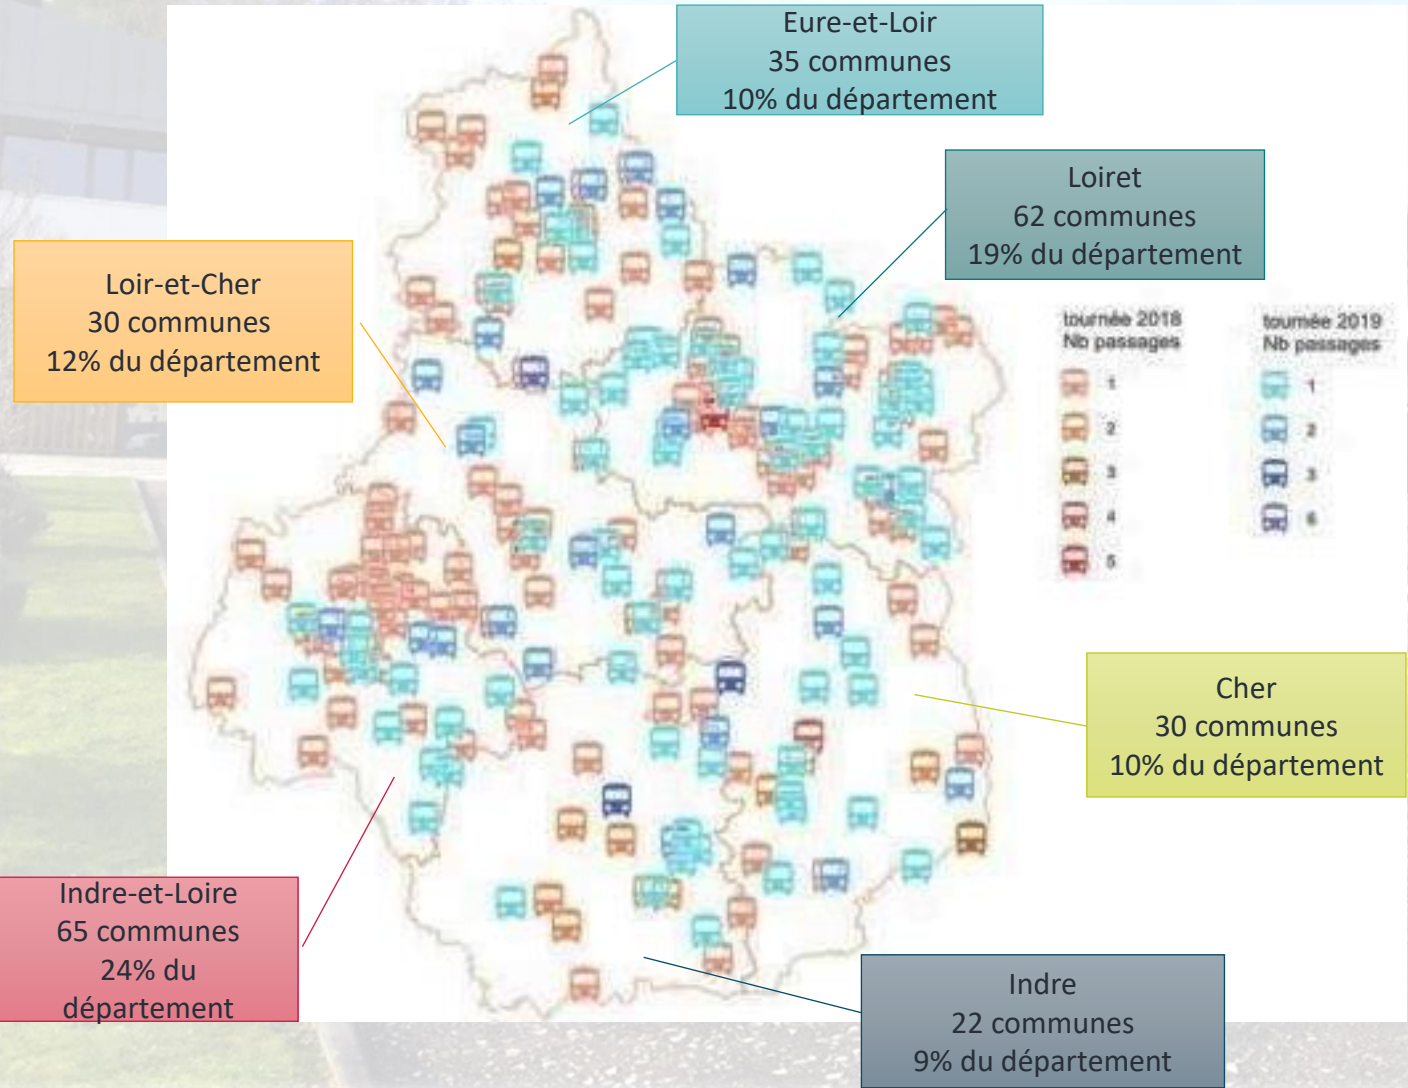 Eure-et-Loir
35 communes
10% du département
Loiret
62 communes
19% du département
Loir-et-Cher
30 communes
12% du département
tournée 2018
Nb passages
1
2
3
4
5
tournée 2019
Nb passages
1
2
3
6
Cher
30 communes
10% du département
Indre-et-Loire
65 communes
24% du
département
Indre
22 communes
9% du département